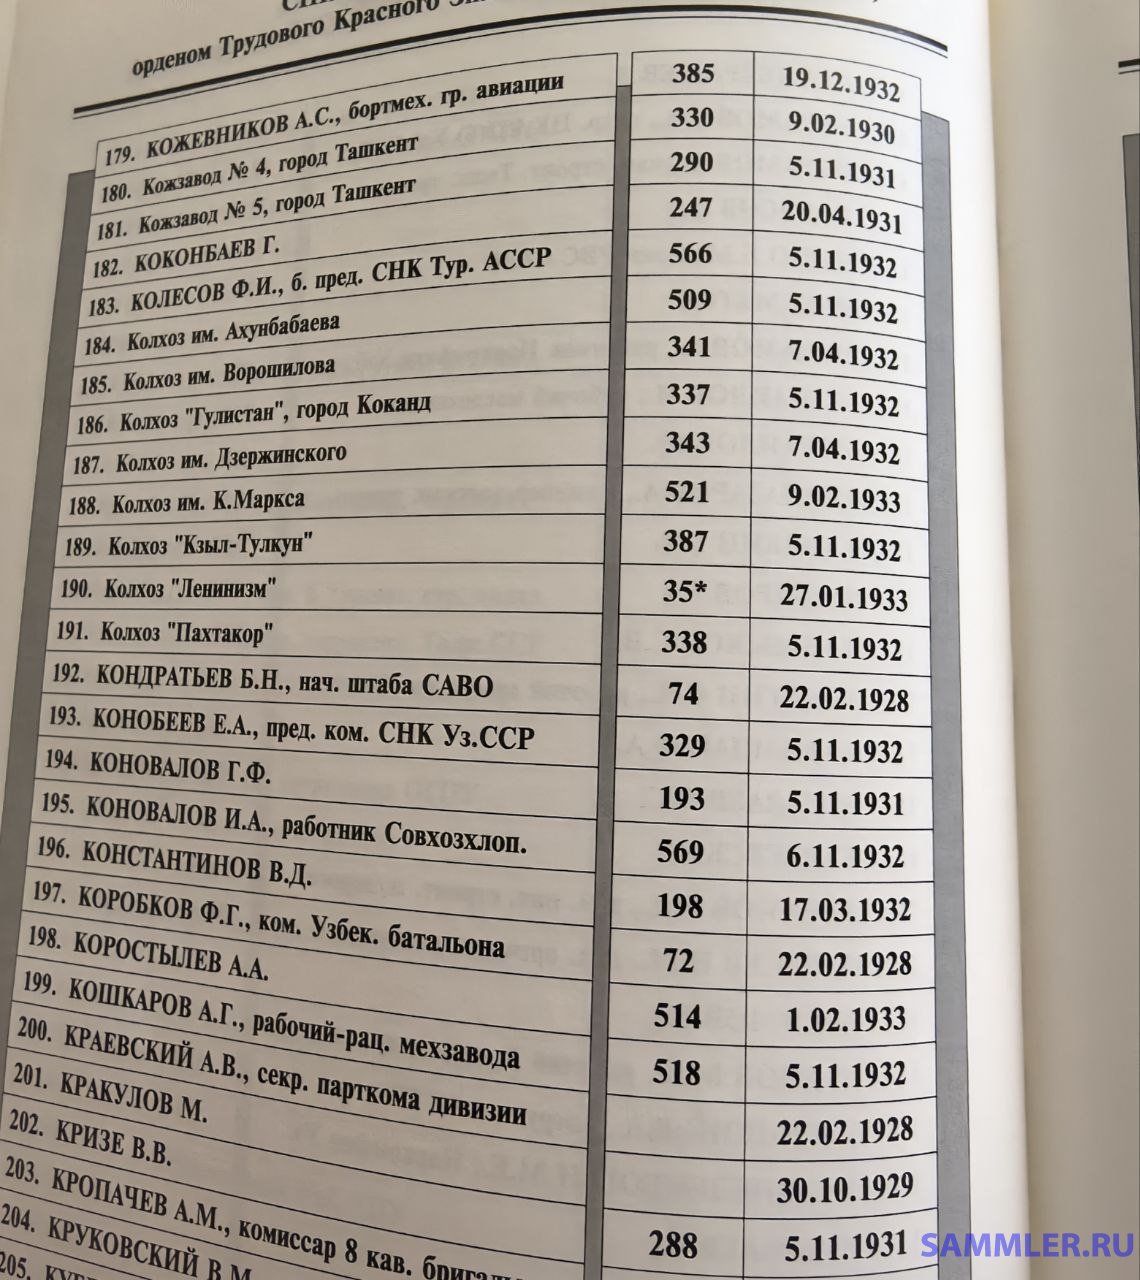 орденом Трудового Красного
179. КОЖЕВНИКОВ А.С., бортмех. гр. авиации 385 19.12.1932
180. Кожзавод № 4, город Ташкент 330 9.02.1930
181. Кожзавод № 5, город Ташкент 290 5.11.1931
182. КОКОНБАЕВ Г. 247 20.04.1931
183. КОЛЕСОВ Ф.И., б. пред. СНК Тур. АССР 566 5.11.1932
184. Колхоз им. Ахунбабаева 509 5.11.1932
185. Колхоз им. Ворошилова 341 7.04.1932
186. Колхоз "Гулистан", город Коканд 337 5.11.1932
187. Колхоз им. Дзержинского 343 7.04.1932
188. Колхоз им. К.Маркса 521 9.02.1933
189. Колхоз "Кзыл-Тулкун" 387 5.11.1932
190. Колхоз "Ленинизм" 35* 27.01.1933
191. Колхоз "Пахтакор" 338 5.11.1932
192. КОНДРАТЬЕВ Б.Н., нач. штаба САВО 74 22.02.1928
193. КОНОБЕЕВ Е.А., пред. ком. СНК Уз.ССР 329 5.11.1932
194. КОНОВАЛОВ Г.Ф. 193 5.11.1931
195. КОНОВАЛОВ И.А., работник Совхозхлоп. 569 6.11.1932
196. КОНСТАНТИНОВ В.Д. 198 17.03.1932
197. КОРОБКОВ Ф.Г., ком. Узбек. батальона 72 22.02.1928
198. КОРОСТЫЛЕВ А.А. 514 1.02.1933
199. КОШКАРОВ А.Г., рабочий-рац. мехзавода 518 5.11.1932
200. КРАЕВСКИЙ А.В., секр. парткома дивизии 22.02.1928
201. КРАКУЛОВ М. 30.10.1929
202. КРИЗЕ В.В. 288 5.11.1931
203. КРОПАЧЕВ А.М., комиссар 8 кав.
204. КРУКОВСКИЙ
205.
SAMMLER.RU